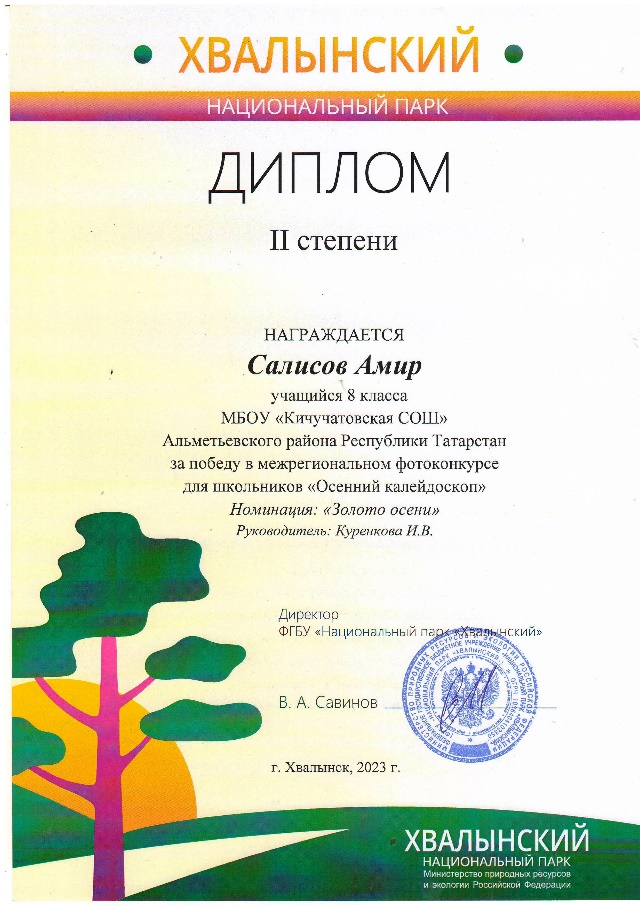 ХВАЛЫНСКИЙ
НАЦИОНАЛЬНЫЙ ПАРК
ДИПЛОМ
II степени
НАГРАЖДАЕТСЯ
Салисов Амир
учащийся 8 класса
МБОУ «Кичучатовская СОШ»
Альметьевского района Республики Татарстан
за победу в межрегиональном фотоконкурсе
для школьников «Осенний калейдоскоп»
Номинация: «Золото осени»
Руководитель: Куренкова И.В.
Директор
ФГБУ «Национальный парк «Хвалынский»
В. А. Савинов
г. Хвалынск, 2023 г.
ХВАЛЫНСКИЙ
НАЦИОНАЛЬНЫЙ ПАРК
Министерство природных ресурсов
и экологии Российской Федерации